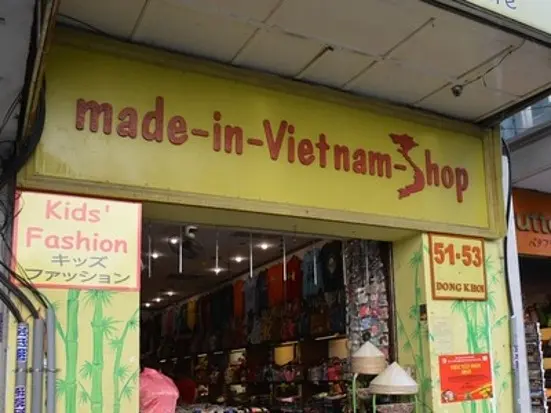 made-in-Vietnam-Shop
Kids'
Fashion
キッズ
ファッション
51·53
DONG KHOI